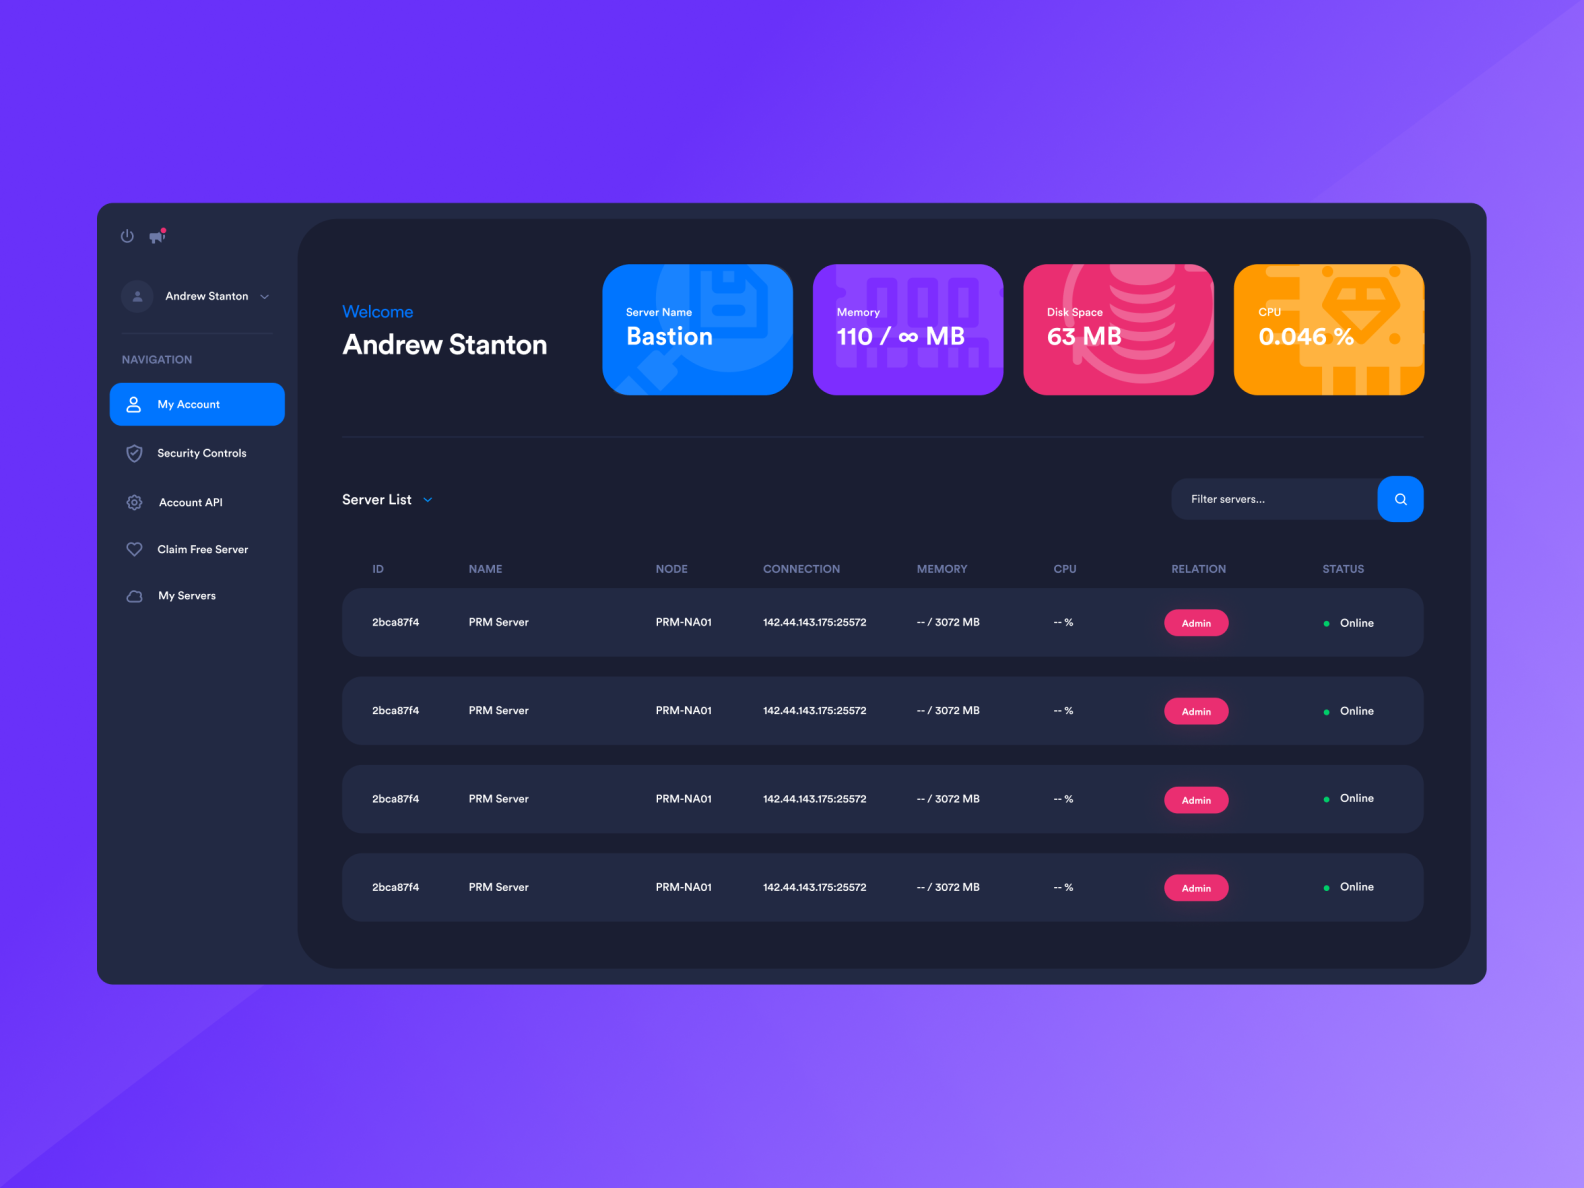 Andrew Stanton
NAVIGATION
My Account
Security Controls
Account API
Claim Free Server
My Servers
Welcome
Andrew Stanton
Server Name
Bastion
Memory
110 / ∞ MB
Disk Space
63 MB
CPU
0.046 %
Server List
Filter servers...
ID NAME NODE CONNECTION MEMORY CPU RELATION STATUS
2bca87f4 PRM Server PRM-NA01 142.44.143.175:25572 -- / 3072 MB -- % Admin Online
2bca87f4 PRM Server PRM-NA01 142.44.143.175:25572 -- / 3072 MB -- % Admin Online
2bca87f4 PRM Server PRM-NA01 142.44.143.175:25572 -- / 3072 MB -- % Admin Online
2bca87f4 PRM Server PRM-NA01 142.44.143.175:25572 -- / 3072 MB -- % Admin Online